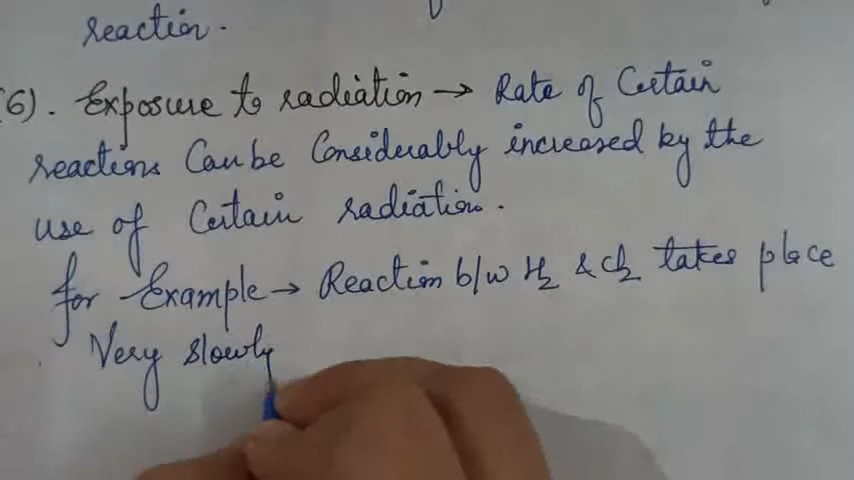 reaction.
(6). Exposure to radiation → Rate of Certain
reactions Can be Considerably increased by the
use of Certain radiation.
for Example → Reaction b/w H2 & Cl2 takes place
Very slowly